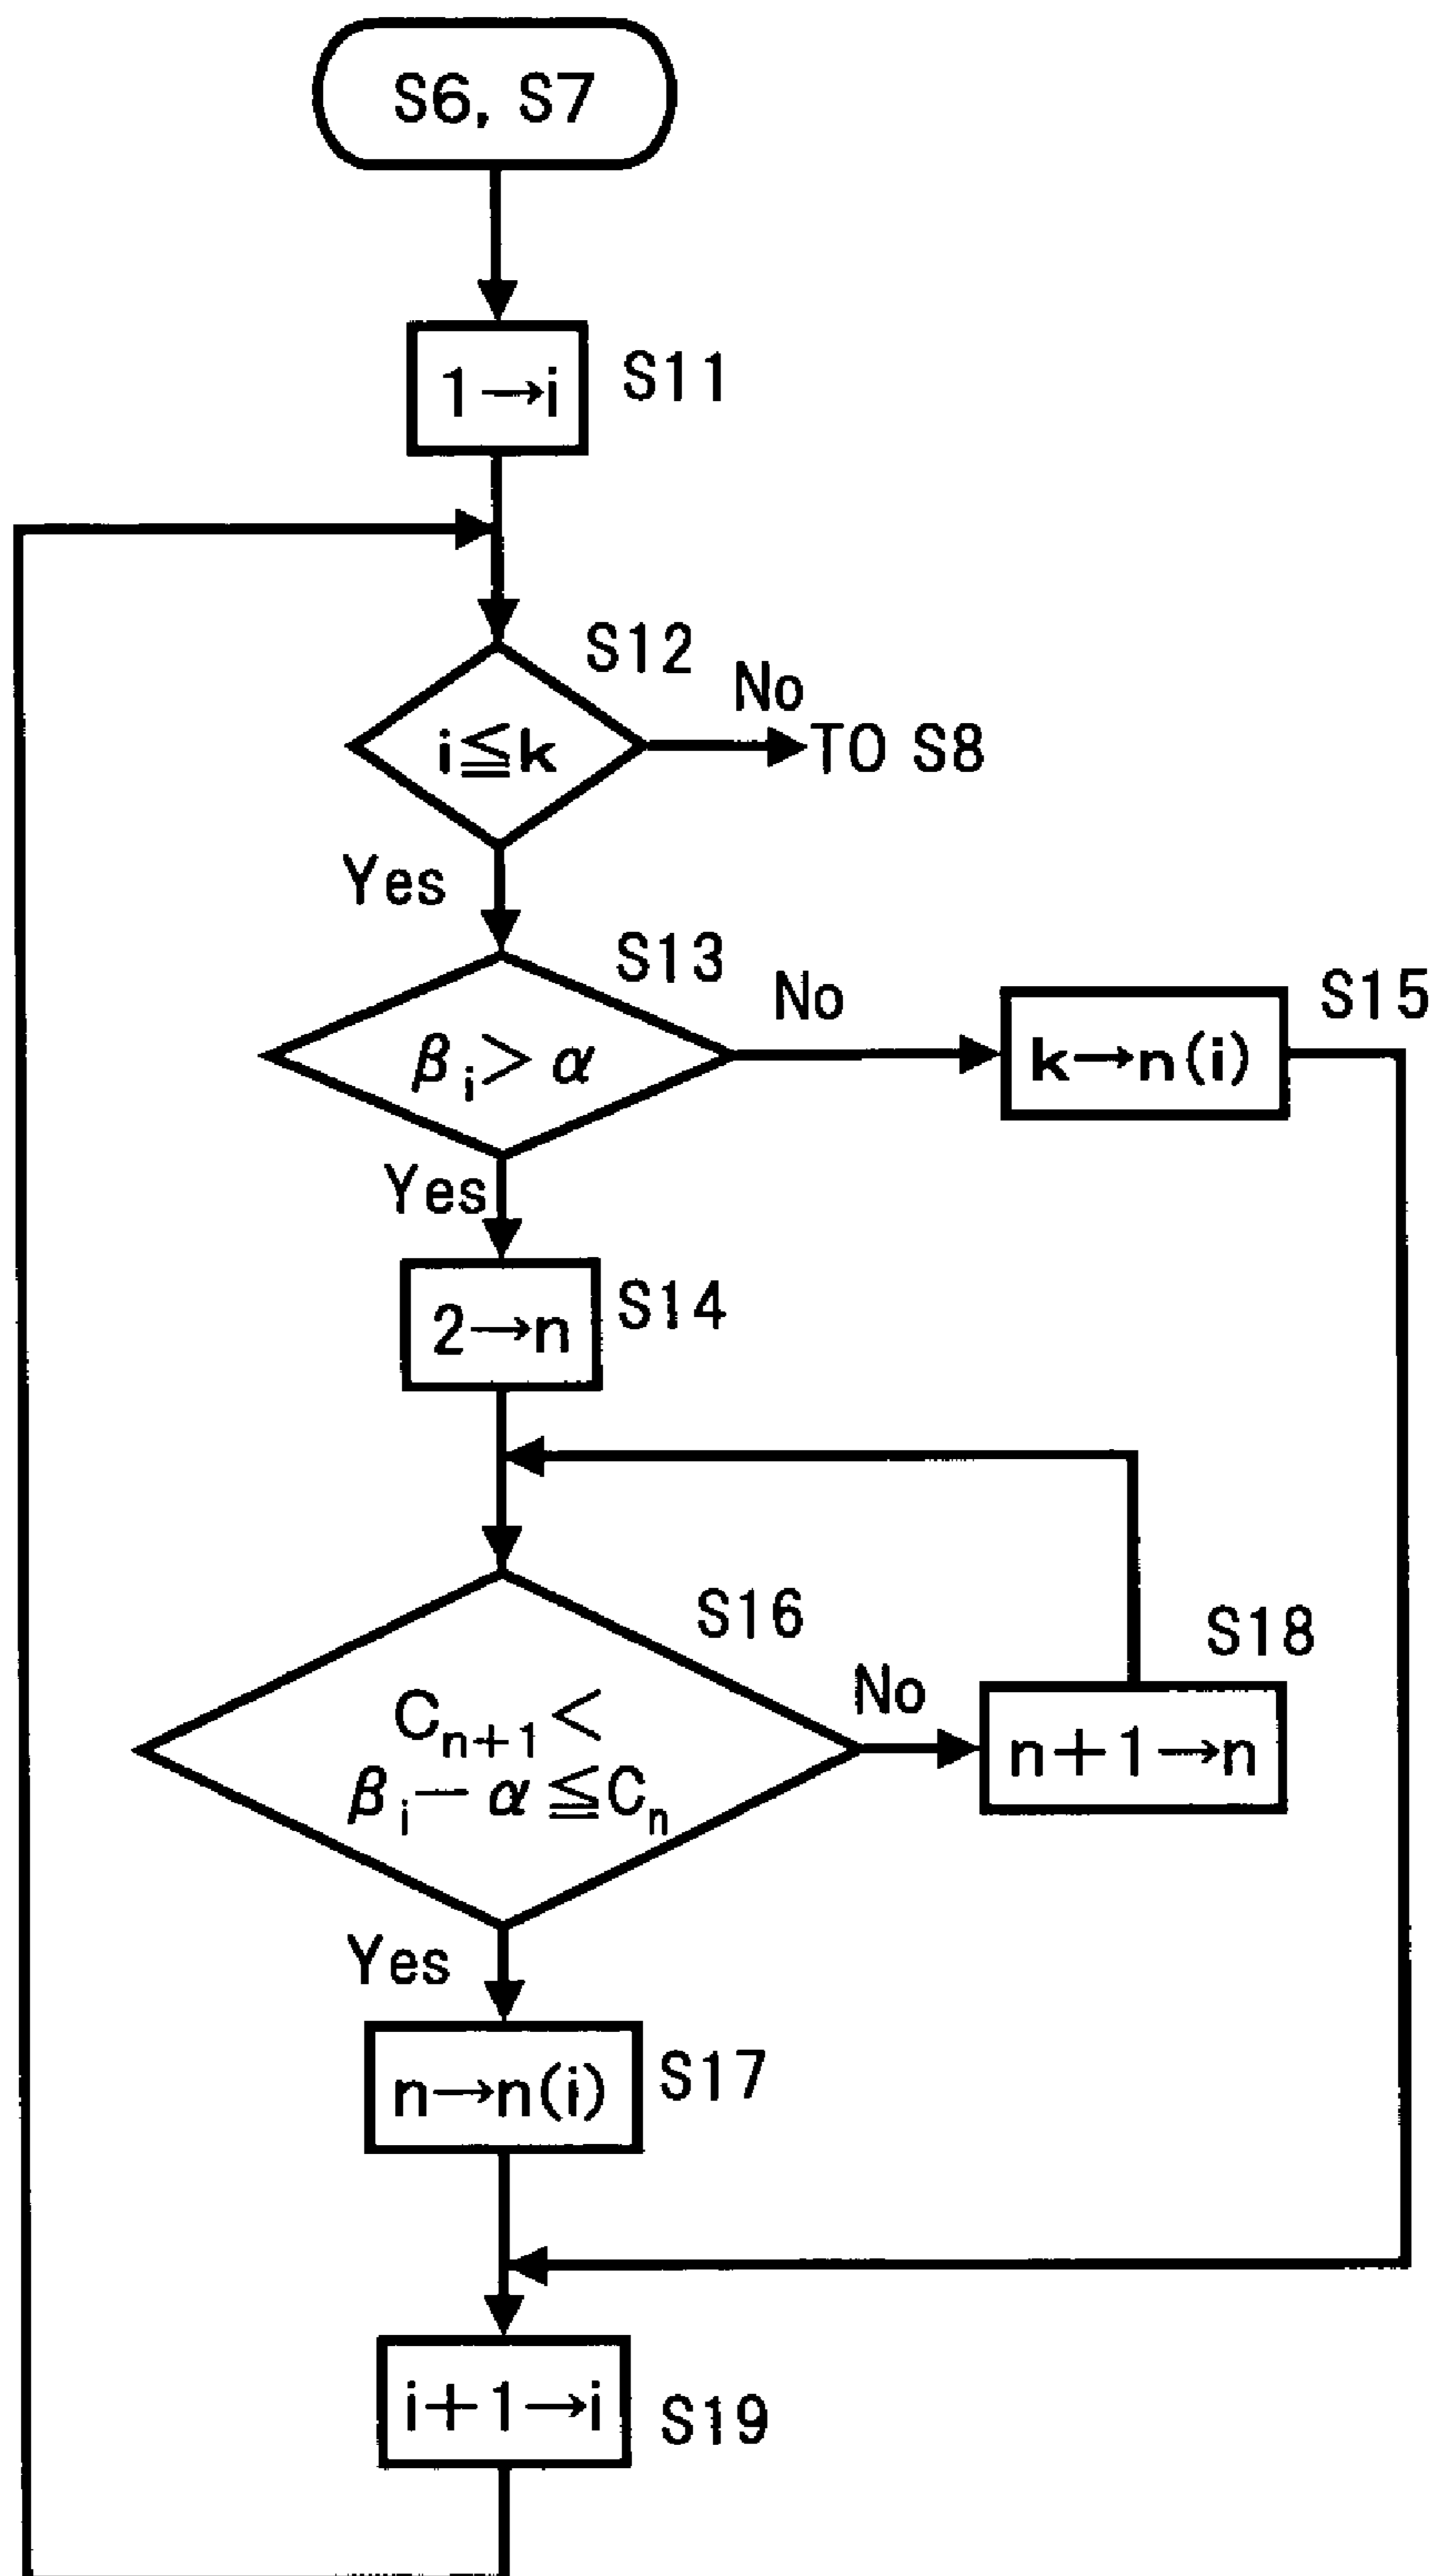 S6, S7
1→i
S11
S12
No
i≦k
TO S8
Yes
S13
No
S15
βi＞α
k→n(i)
Yes
S14
2→n
S16
S18
No
Cn+1＜
βi－α≦Cn
n+1→n
Yes
S17
n→n(i)
i+1→i
S19